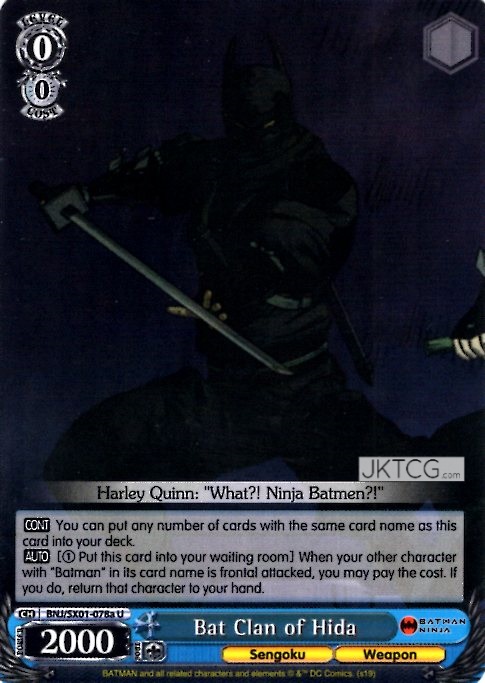 LEVEL
0
0
COST
JKTCG.com
Harley Quinn: "What?! Ninja Batmen?!"
CONT You can put any number of cards with the same card name as this
card into your deck.
AUTO [① Put this card into your waiting room] When your other character
with "Batman" in its card name is frontal attacked, you may pay the cost. If
you do, return that character to your hand.
CH BNJ/SX01-078a U
POWER 2000 SOUL Bat Clan of Hida BATMAN NINJA
Sengoku Weapon
BATMAN and all related characters and elements © & ™ DC Comics. (s19)